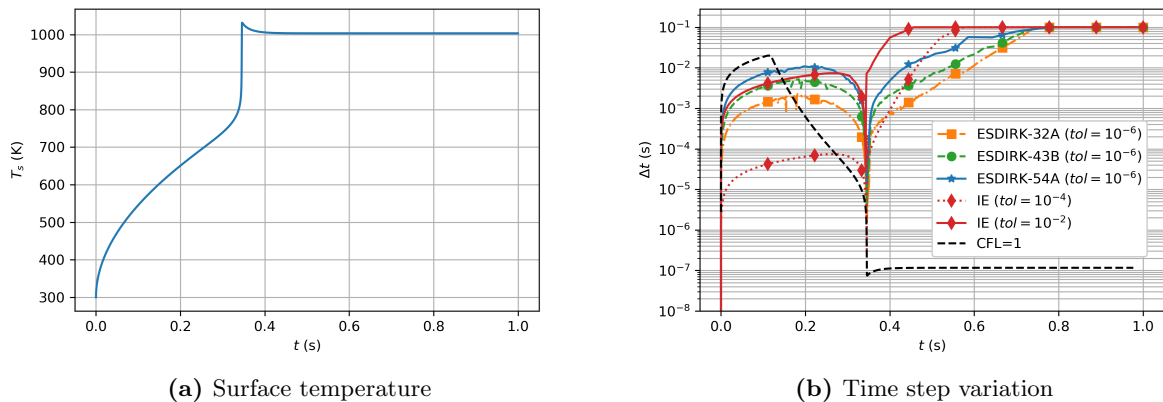 1000
900
800
700
600
500
400
300
T_s (K)
0.0 0.2 0.4 0.6 0.8 1.0
t (s)
(a) Surface temperature
10^{-1}
10^{-2}
10^{-3}
10^{-4}
10^{-5}
10^{-6}
10^{-7}
10^{-8}
Δt (s)
ESDIRK-32A (tol = 10^{-6})
ESDIRK-43B (tol = 10^{-6})
ESDIRK-54A (tol = 10^{-6})
IE (tol = 10^{-4})
IE (tol = 10^{-2})
CFL=1
0.0 0.2 0.4 0.6 0.8 1.0
t (s)
(b) Time step variation